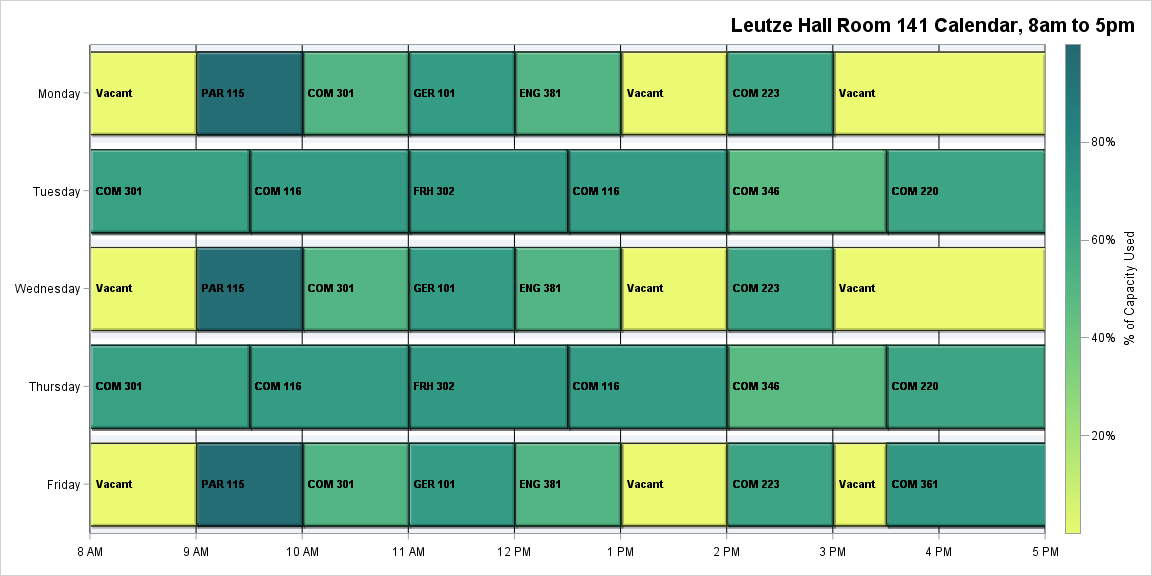 Leutze Hall Room 141 Calendar, 8am to 5pm
Monday Vacant PAR 115 COM 301 GER 101 ENG 381 Vacant COM 223 Vacant
80%
Tuesday COM 301 COM 116 FRH 302 COM 116 COM 346 COM 220
60%
% of Capacity Used
Wednesday Vacant PAR 115 COM 301 GER 101 ENG 381 Vacant COM 223 Vacant
40%
Thursday COM 301 COM 116 FRH 302 COM 116 COM 346 COM 220
20%
Friday Vacant PAR 115 COM 301 GER 101 ENG 381 Vacant COM 223 Vacant COM 361
8 AM 9 AM 10 AM 11 AM 12 PM 1 PM 2 PM 3 PM 4 PM 5 PM